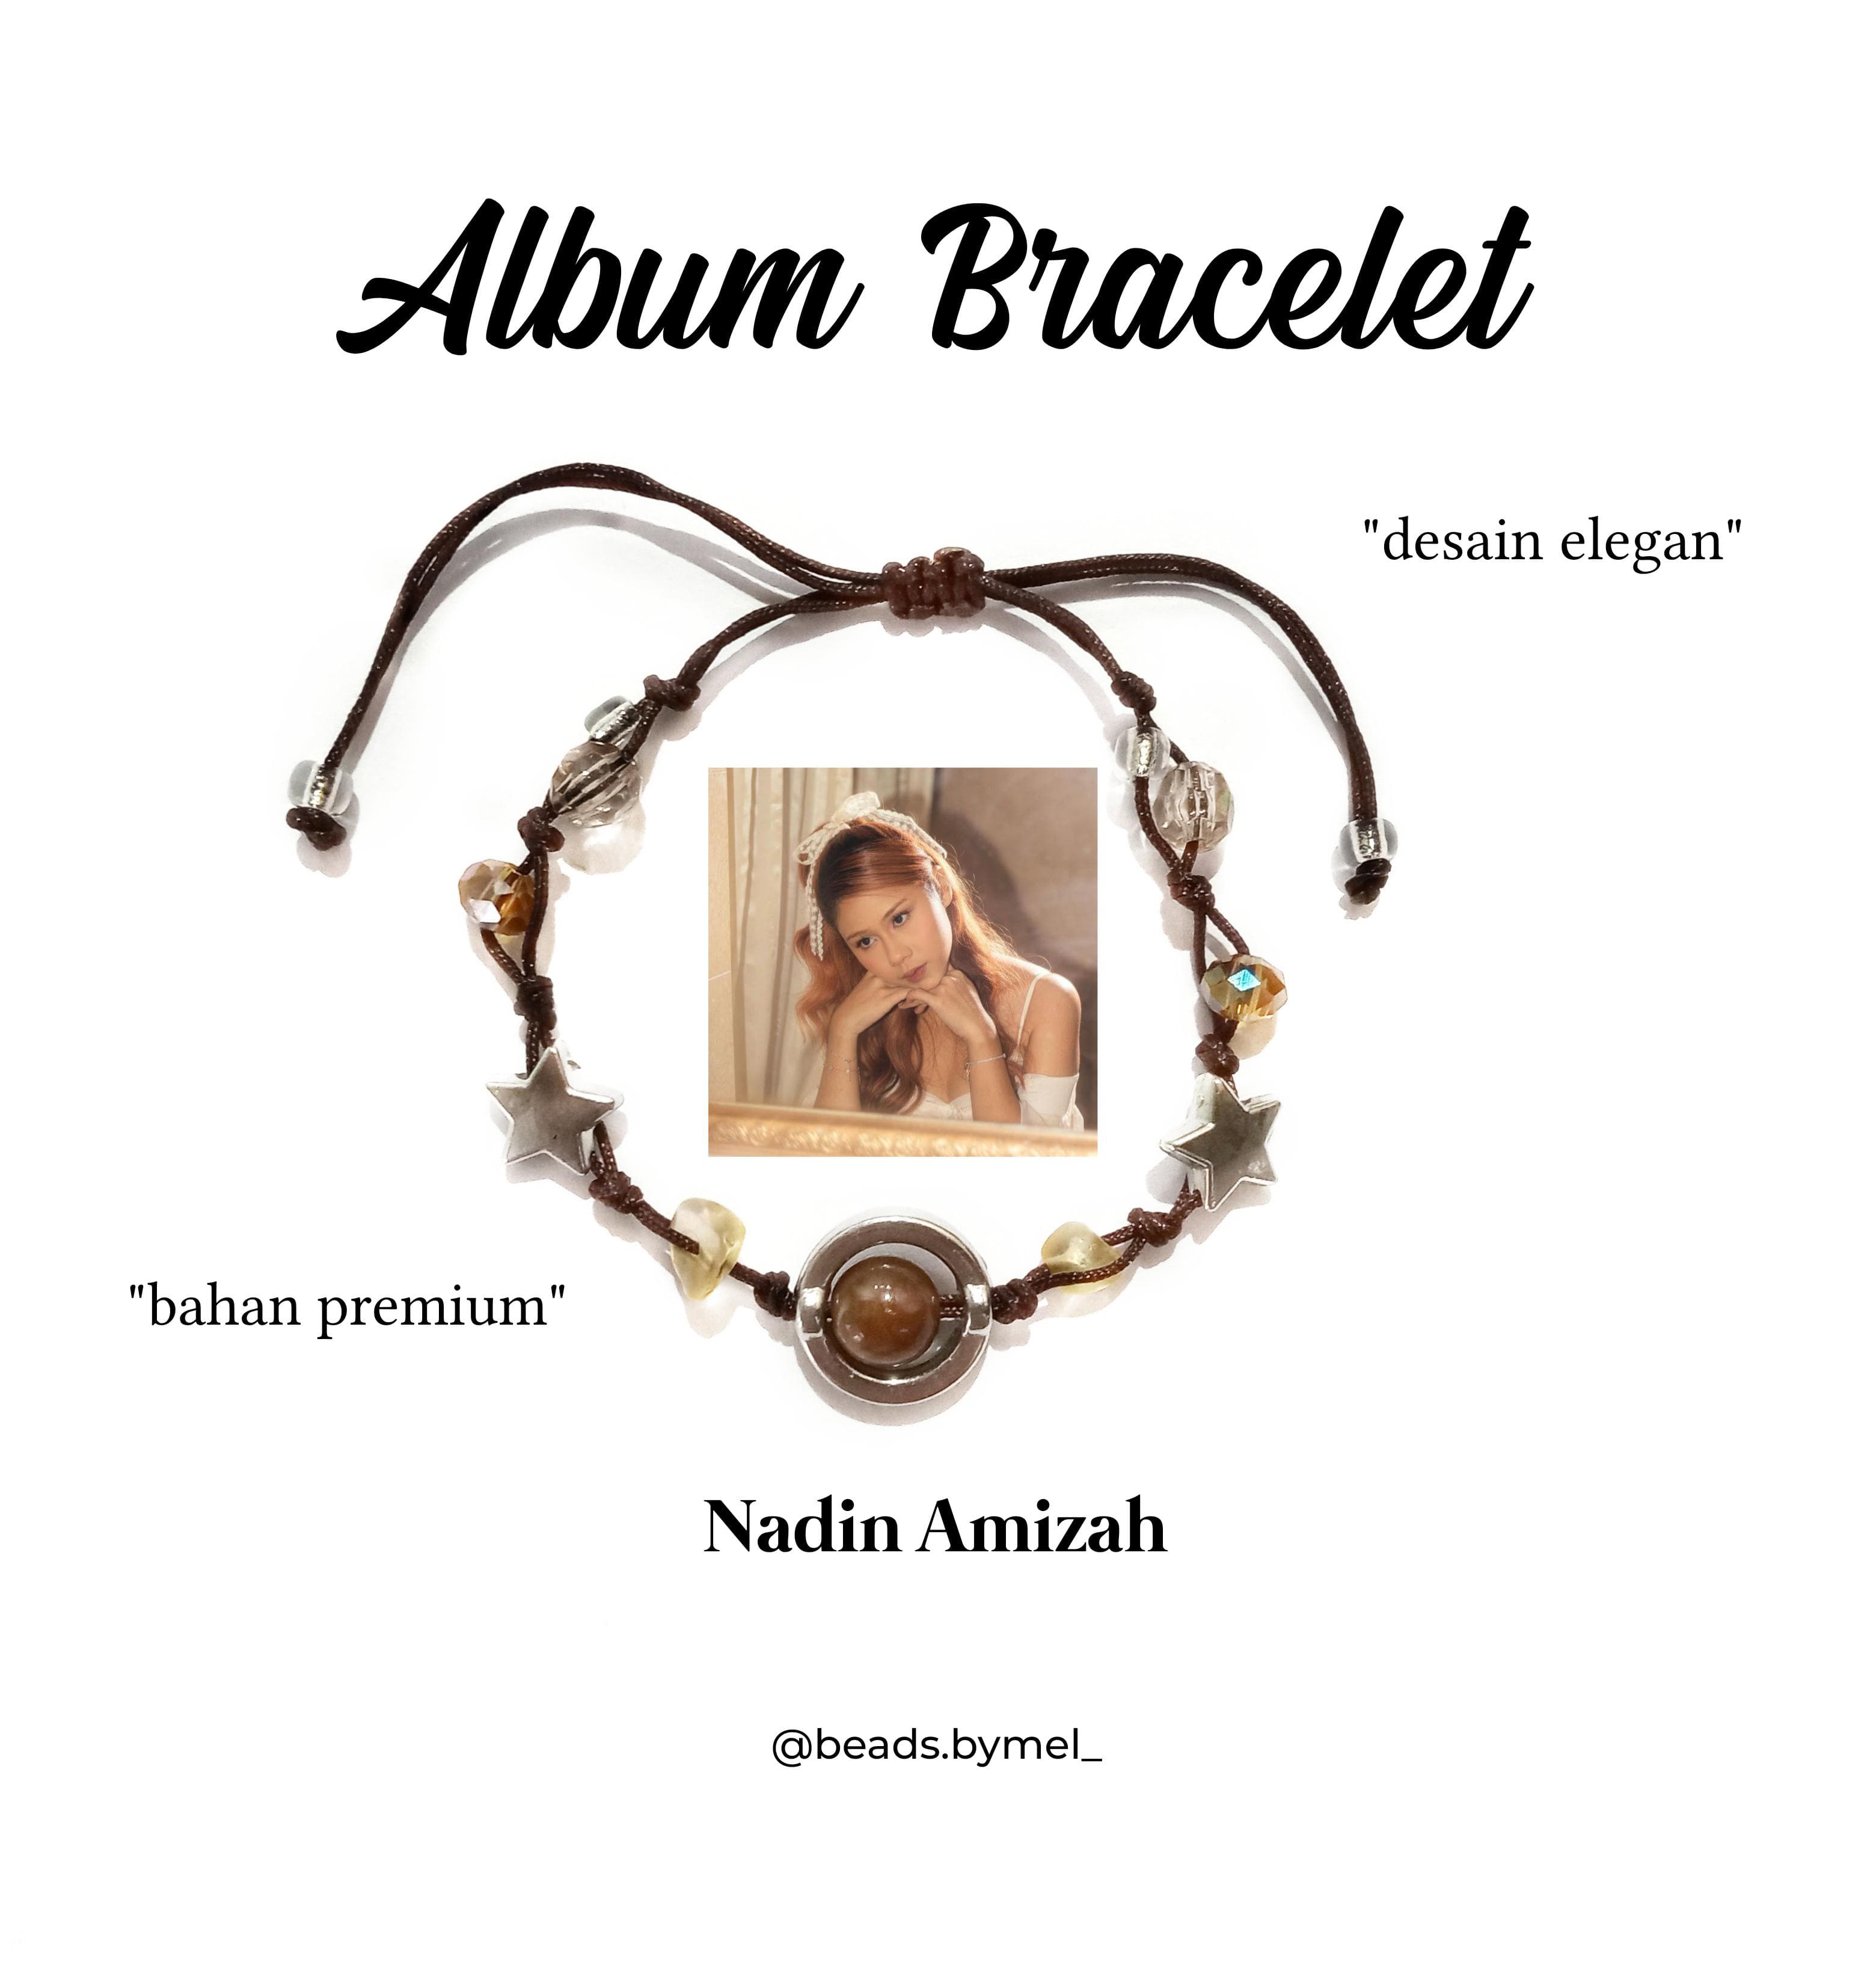 Album Bracelet
"desain elegan"
"bahan premium"
Nadin Amizah
@beads.bymel_